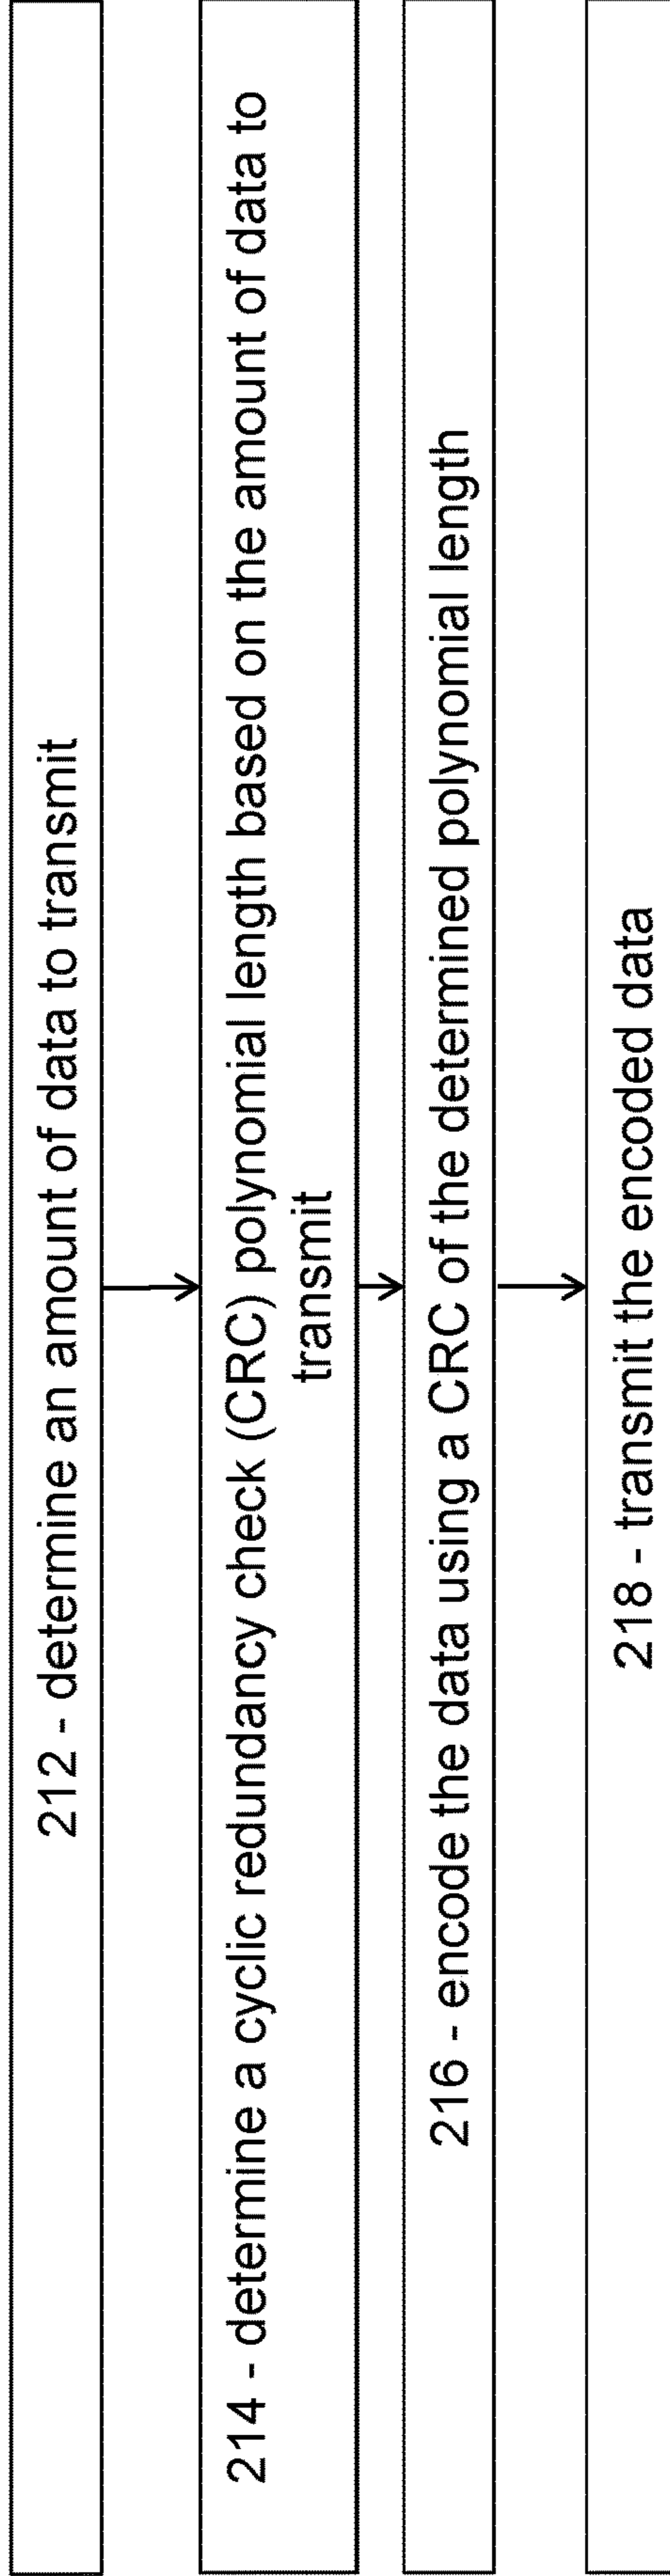 212 - determine an amount of data to transmit
214 - determine a cyclic redundancy check (CRC) polynomial length based on the amount of data to
transmit
216 - encode the data using a CRC of the determined polynomial length
218 - transmit the encoded data